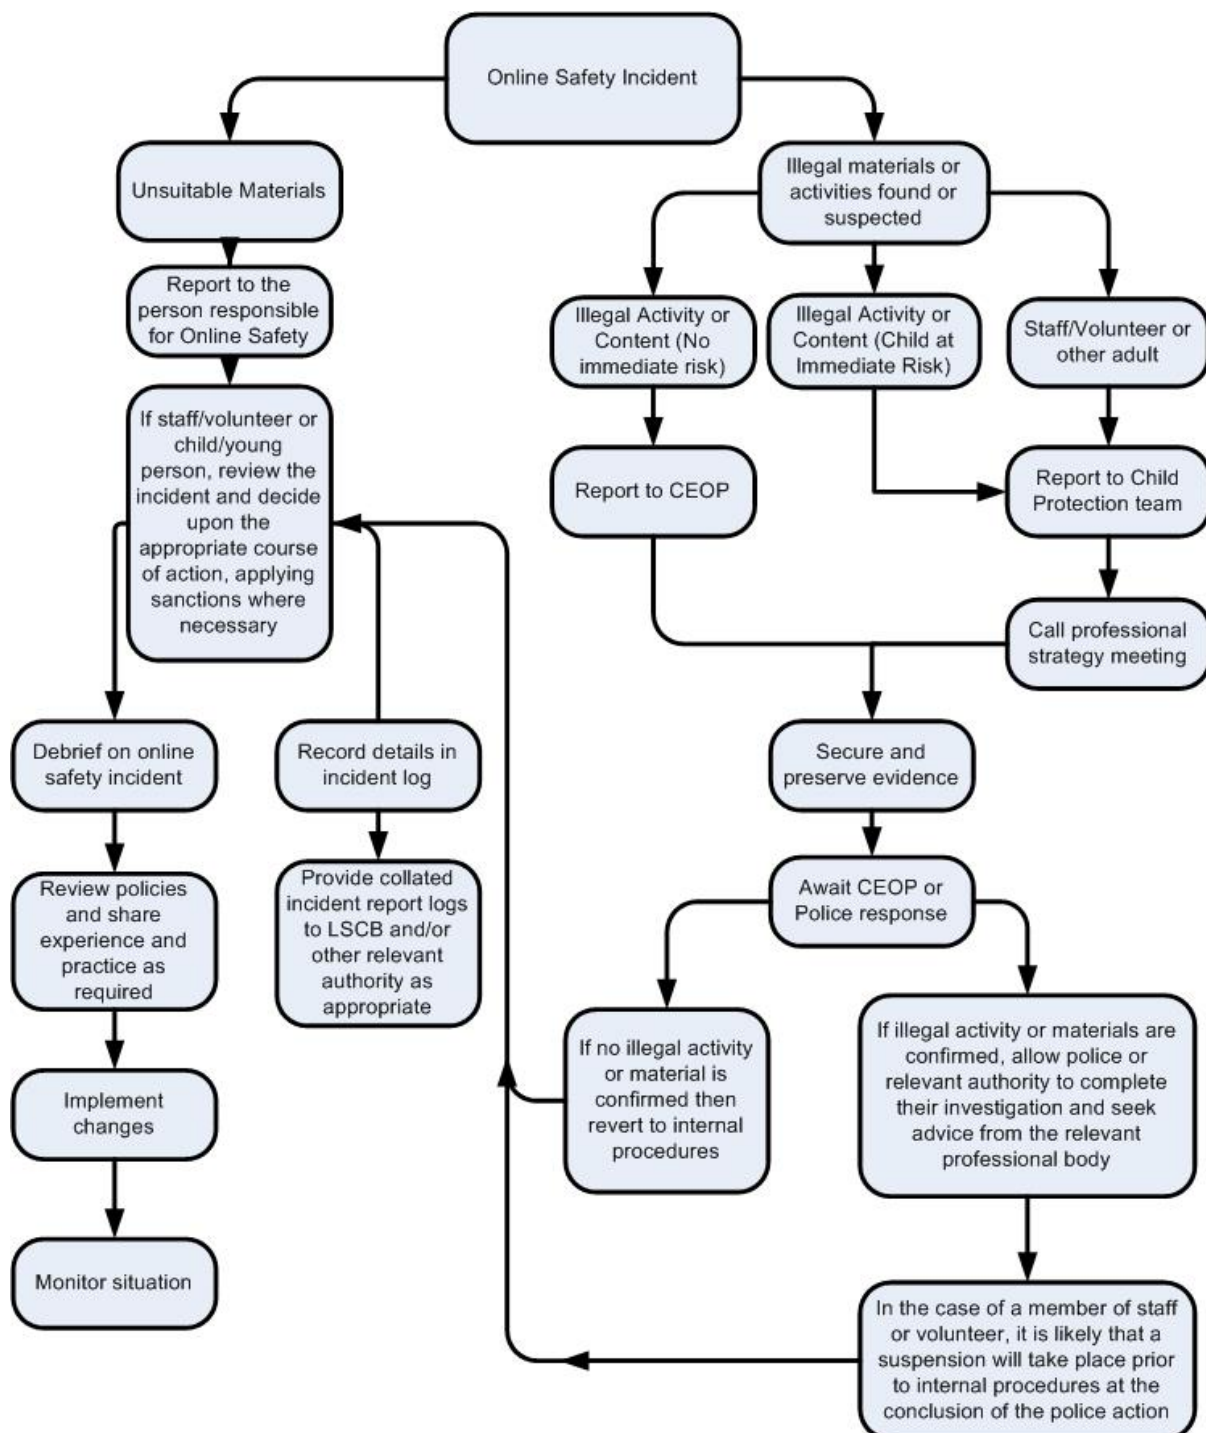 Online Safety Incident
Unsuitable Materials
Illegal materials or
activities found or
suspected
Report to the
person responsible
for Online Safety
Illegal Activity or
Content (No
immediate risk)
Illegal Activity or
Content (Child at
Immediate Risk)
Staff/Volunteer or
other adult
If staff/volunteer or
child/young
person, review the
incident and decide
upon the
appropriate course
of action, applying
sanctions where
necessary
Report to CEOP
Report to Child
Protection team
Call professional
strategy meeting
Debrief on online
safety incident
Record details in
incident log
Secure and
preserve evidence
Review policies
and share
experience and
practice as
required
Provide collated
incident report logs
to LSCB and/or
other relevant
authority as
appropriate
Await CEOP or
Police response
If no illegal activity
or material is
confirmed then
revert to internal
procedures
If illegal activity or materials are
confirmed, allow police or
relevant authority to complete
their investigation and seek
advice from the relevant
professional body
Implement
changes
Monitor situation
In the case of a member of staff
or volunteer, it is likely that a
suspension will take place prior
to internal procedures at the
conclusion of the police action